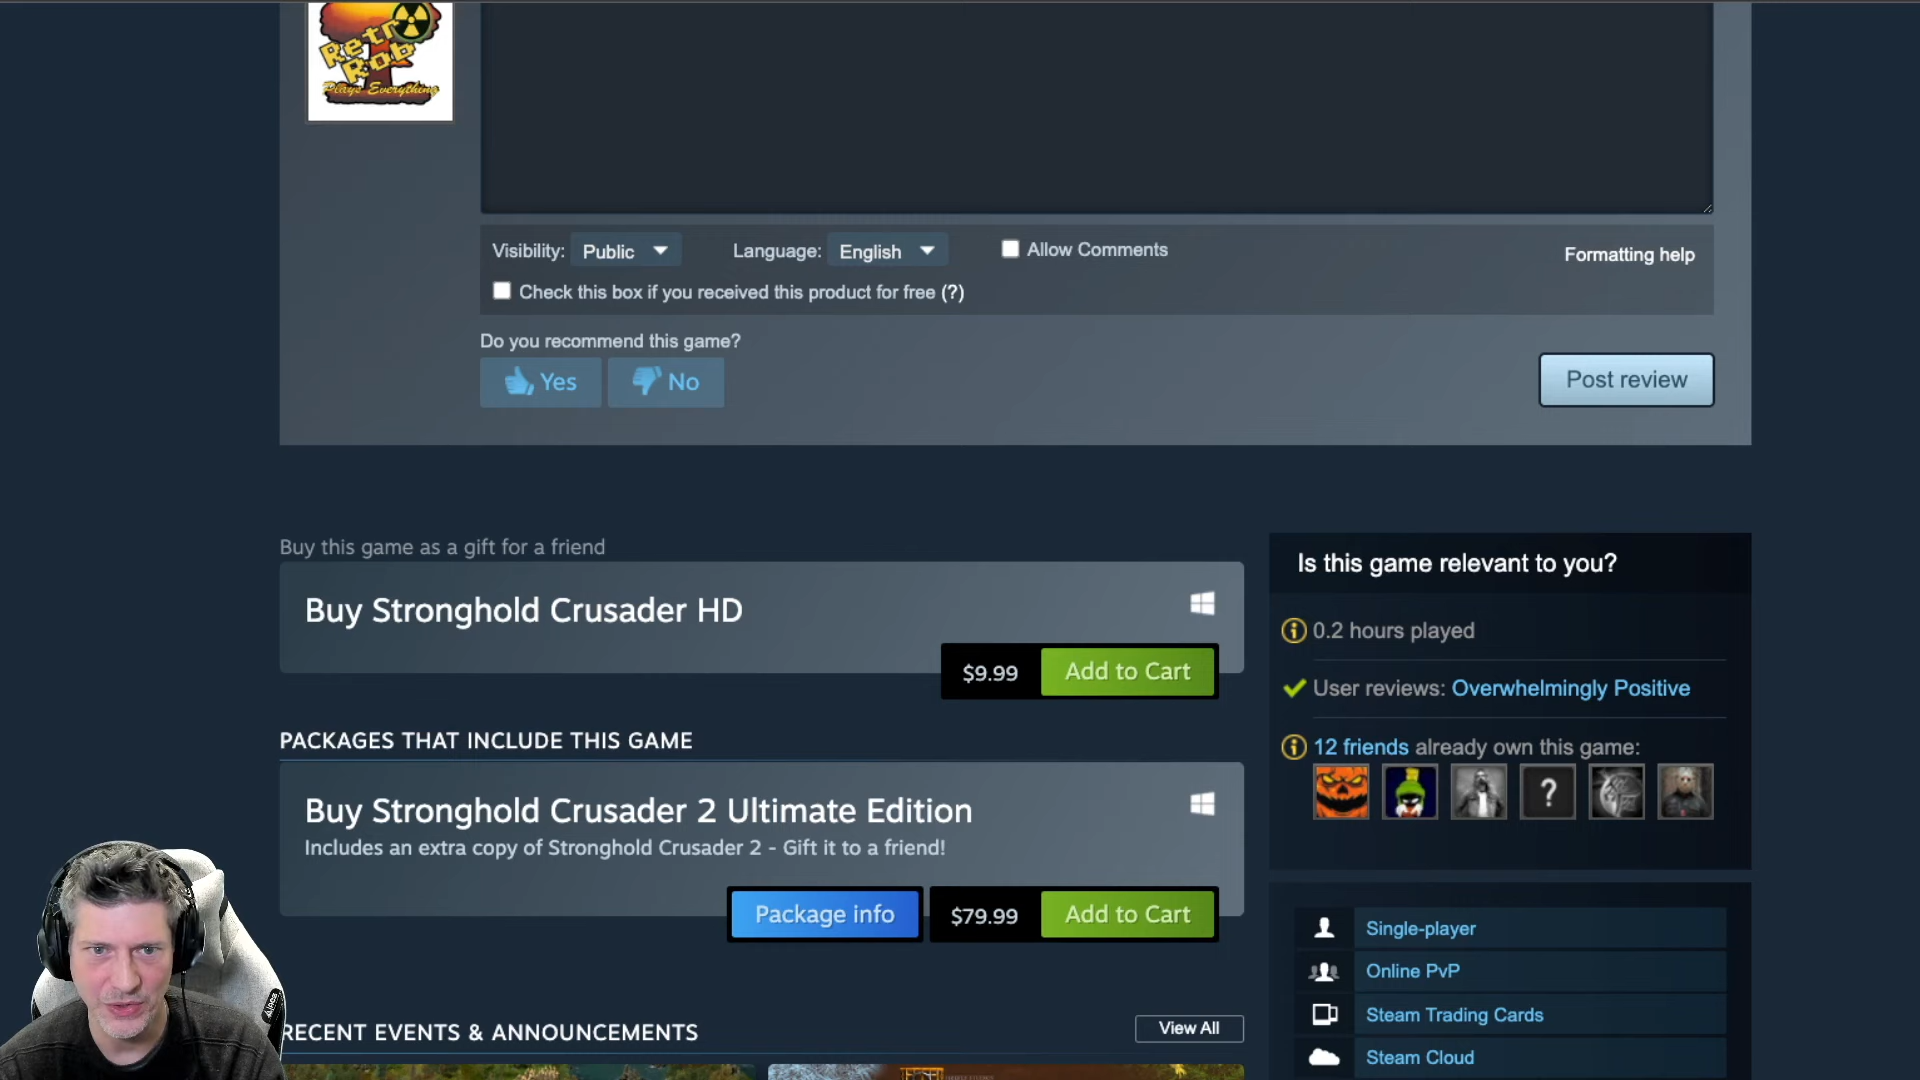 Retro
Rob
Plays Everything
Visibility: Public
Language: English
Allow Comments
Formatting help
Check this box if you received this product for free (?)
Do you recommend this game?
Yes
No
Post review
Buy this game as a gift for a friend
Buy Stronghold Crusader HD
$9.99
Add to Cart
PACKAGES THAT INCLUDE THIS GAME
Buy Stronghold Crusader 2 Ultimate Edition
Includes an extra copy of Stronghold Crusader 2 - Gift it to a friend!
Package info
$79.99
Add to Cart
RECENT EVENTS & ANNOUNCEMENTS
View All
Is this game relevant to you?
0.2 hours played
User reviews: Overwhelmingly Positive
12 friends already own this game:
?
Single-player
Online PvP
Steam Trading Cards
Steam Cloud